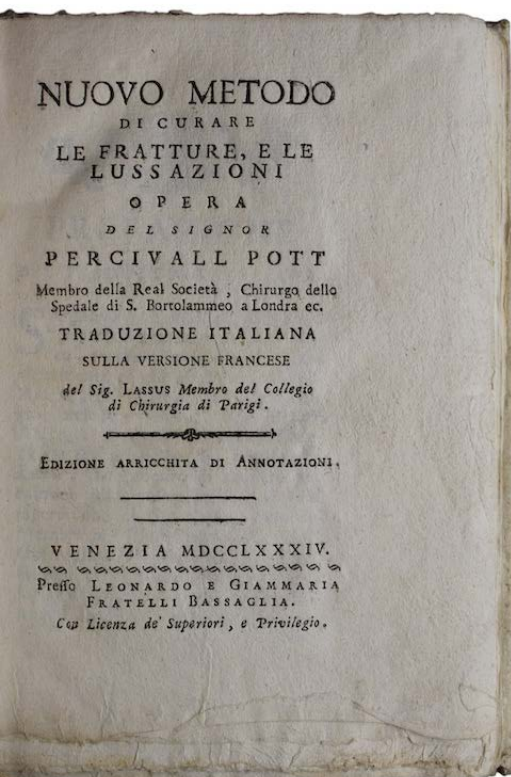 NUOVO METODO
DI CURARE
LE FRATTURE, E LE
LUSSAZIONI
OPERA
DEL SIGNOR
PERCIVALL POTT
Membro della Real Società , Chirurgo dello
Spedale di S. Bortolammeo a Londra ec.
TRADUZIONE ITALIANA
SULLA VERSIONE FRANCESE
del Sig. LASSUS Membro del Collegio
di Chirurgia di Parigi.
EDIZIONE ARRICCHITA DI ANNOTAZIONI.
VENEZIA MDCCLXXXIV.
Preſſo LEONARDO E GIAMMARIA
FRATELLI BASSAGLIA.
Con Licenza de' Superiori, e Privilegio.